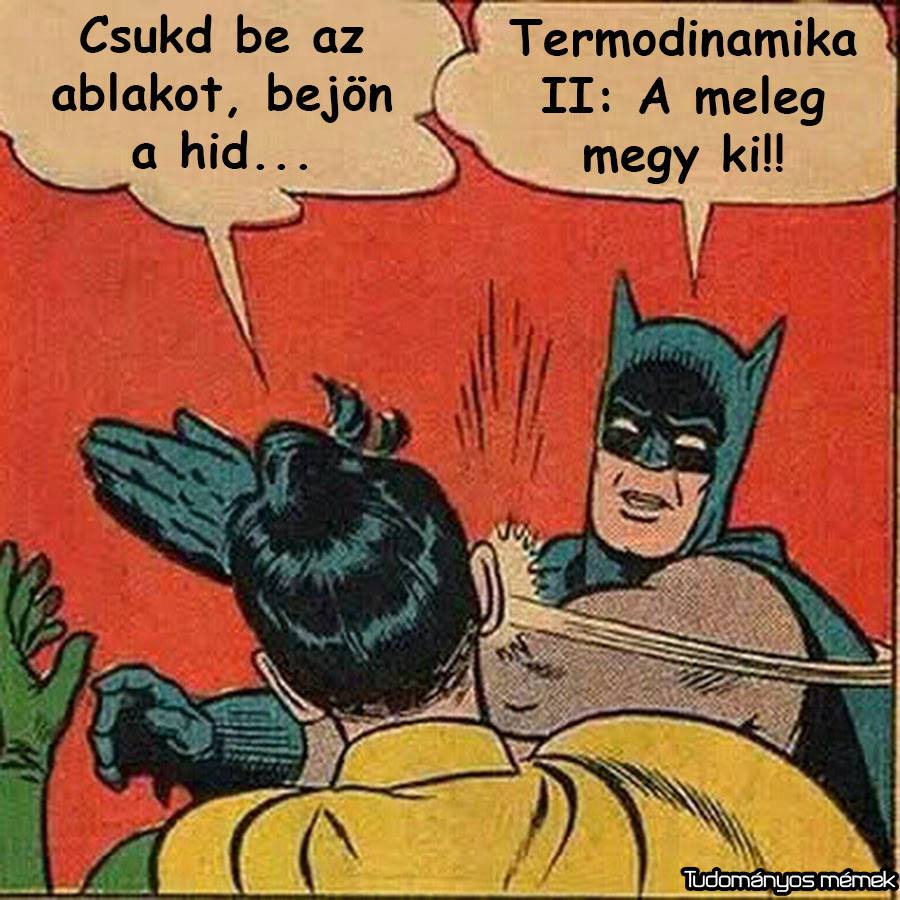 Csukd be az
ablakot, bejön
a hid...
Termodinamika
II: A meleg
megy ki!!
Tudományos mémek